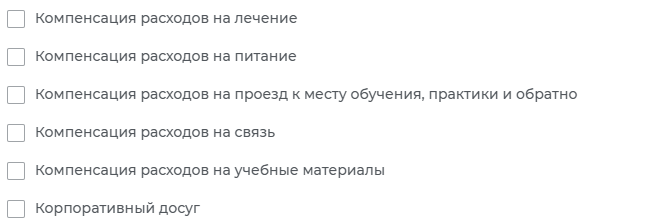 Компенсация расходов на лечение
Компенсация расходов на питание
Компенсация расходов на проезд к месту обучения, практики и обратно
Компенсация расходов на связь
Компенсация расходов на учебные материалы
Корпоративный досуг